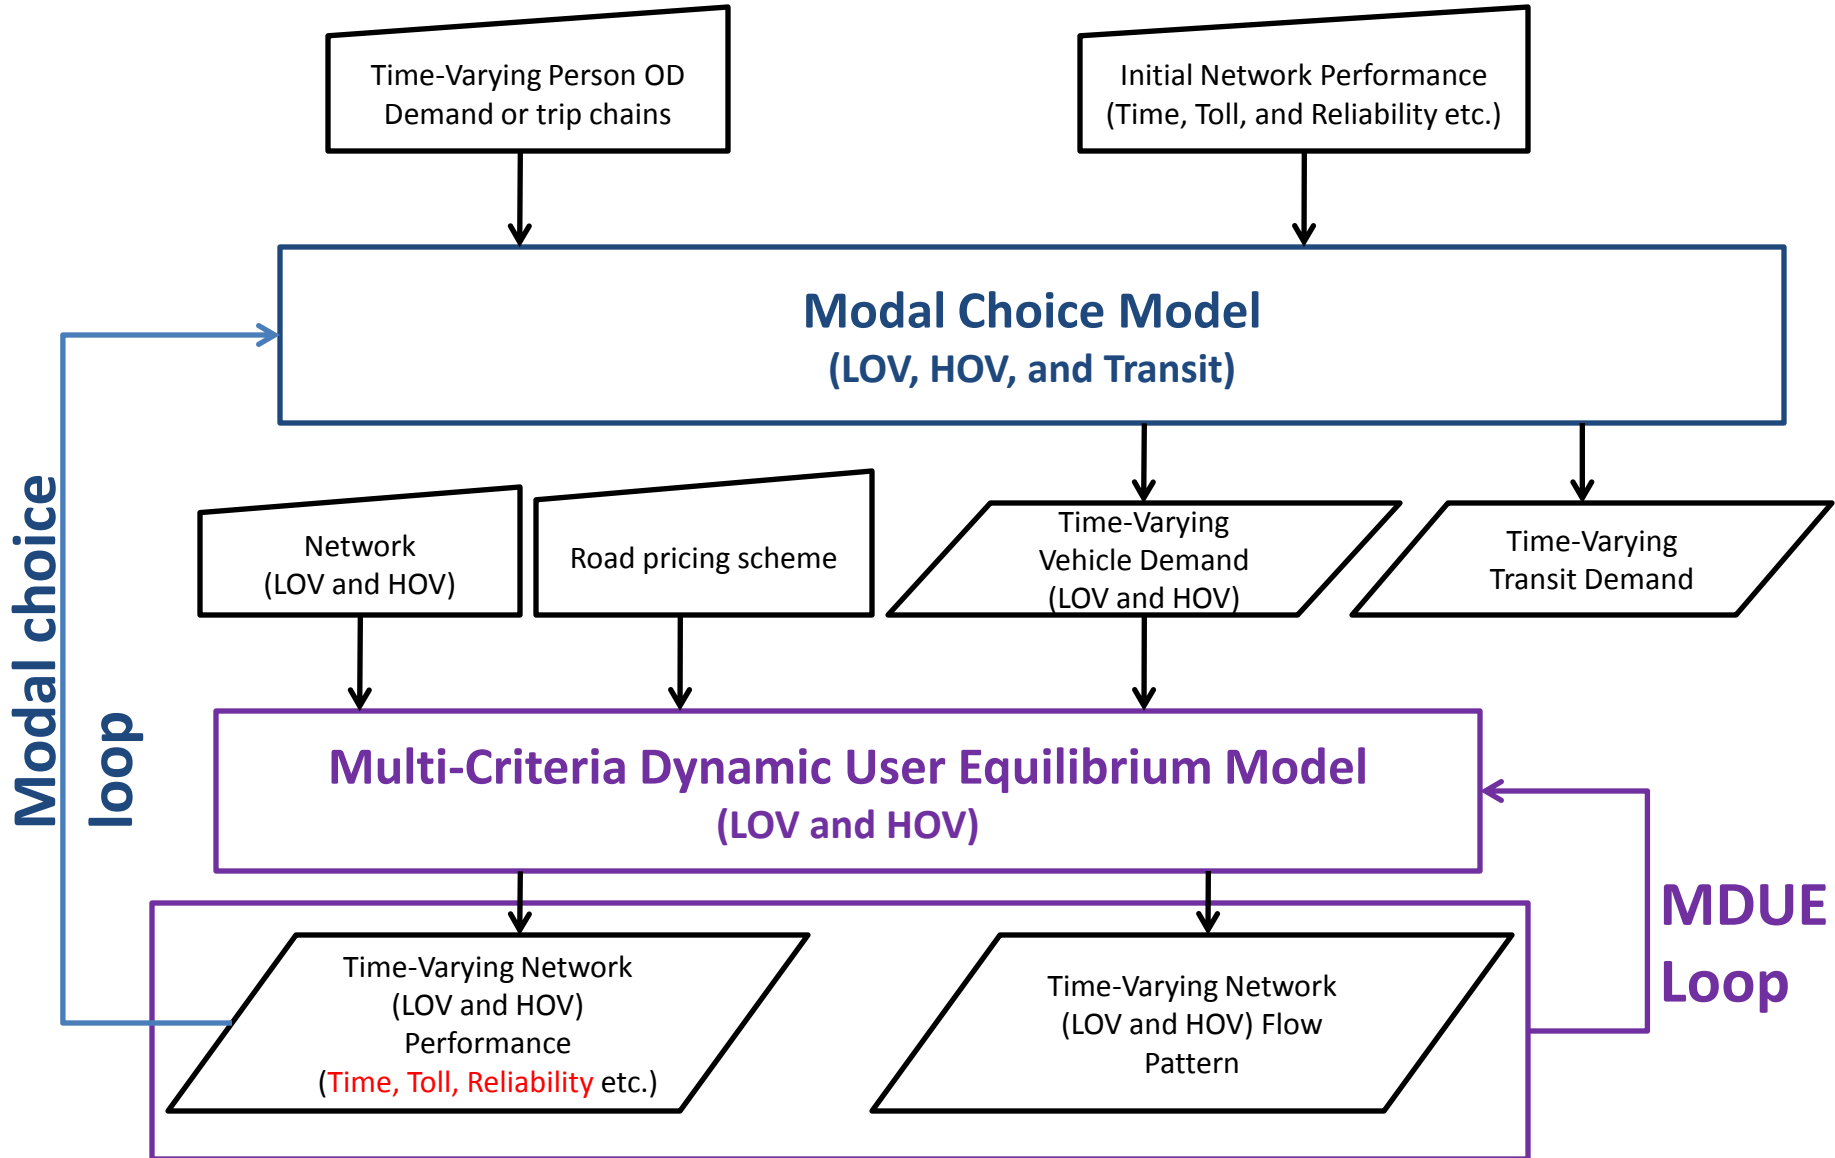 Time-Varying Person OD
Demand or trip chains
Initial Network Performance
(Time, Toll, and Reliability etc.)
Modal Choice Model
(LOV, HOV, and Transit)
Modal choice
loop
Network
(LOV and HOV)
Road pricing scheme
Time-Varying
Vehicle Demand
(LOV and HOV)
Time-Varying
Transit Demand
Multi-Criteria Dynamic User Equilibrium Model
(LOV and HOV)
MDUE
Loop
Time-Varying Network
(LOV and HOV)
Performance
(Time, Toll, Reliability etc.)
Time-Varying Network
(LOV and HOV) Flow
Pattern